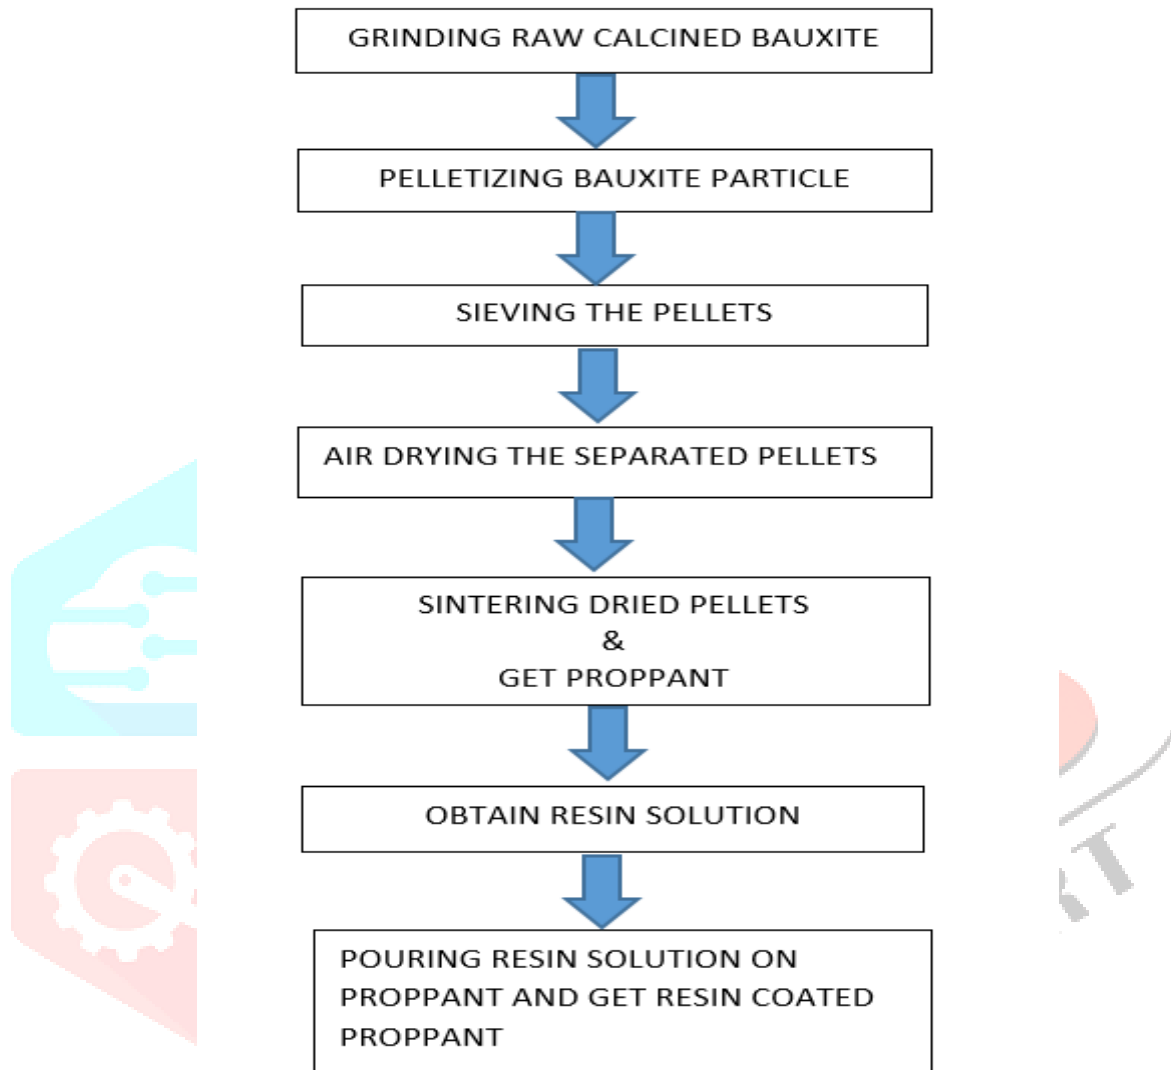 GRINDING RAW CALCINED BAUXITE
PELLETIZING BAUXITE PARTICLE
SIEVING THE PELLETS
AIR DRYING THE SEPARATED PELLETS
SINTERING DRIED PELLETS
&
GET PROPPANT
OBTAIN RESIN SOLUTION
POURING RESIN SOLUTION ON
PROPPANT AND GET RESIN COATED
PROPPANT